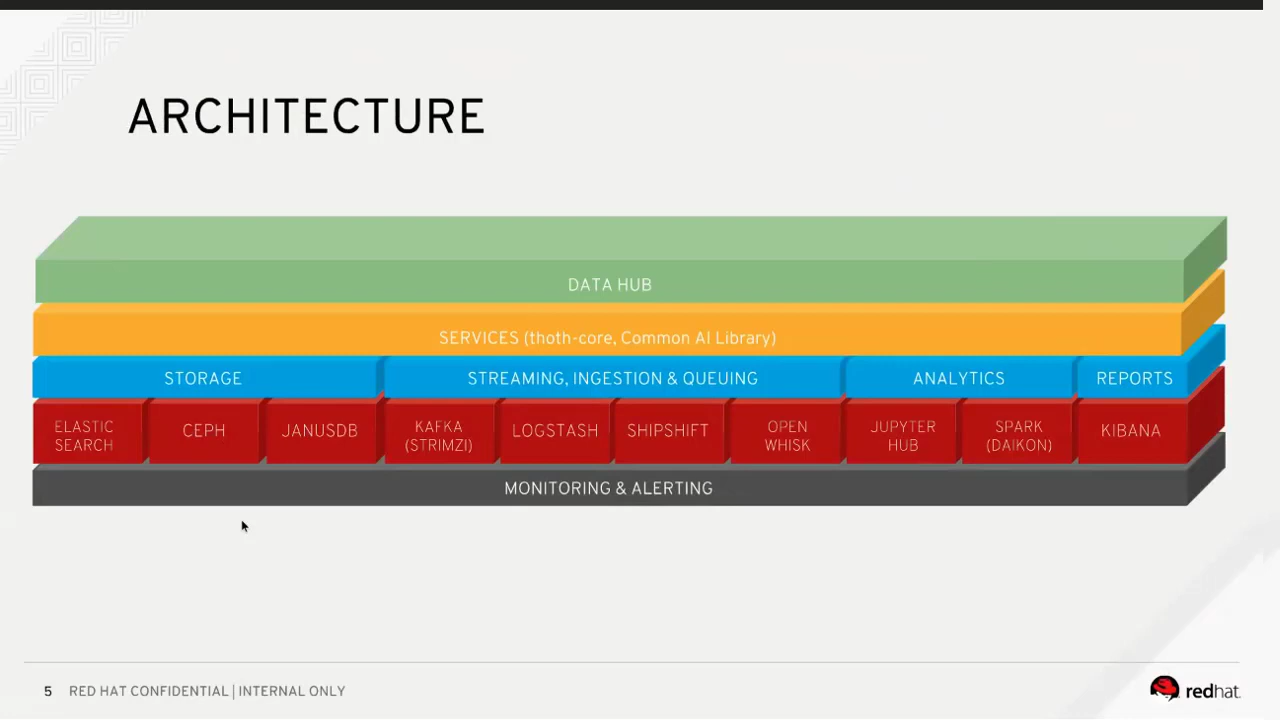 ARCHITECTURE
DATA HUB
SERVICES (thoth-core, Common AI Library)
STORAGE
STREAMING, INGESTION & QUEUING
ANALYTICS
REPORTS
ELASTIC
SEARCH
CEPH
JANUSDB
KAFKA
(STRIMZI)
LOGSTASH
SHIPSHIFT
OPEN
WHISK
JUPYTER
HUB
SPARK
(DAIKON)
KIBANA
MONITORING & ALERTING
5 RED HAT CONFIDENTIAL | INTERNAL ONLY
redhat.